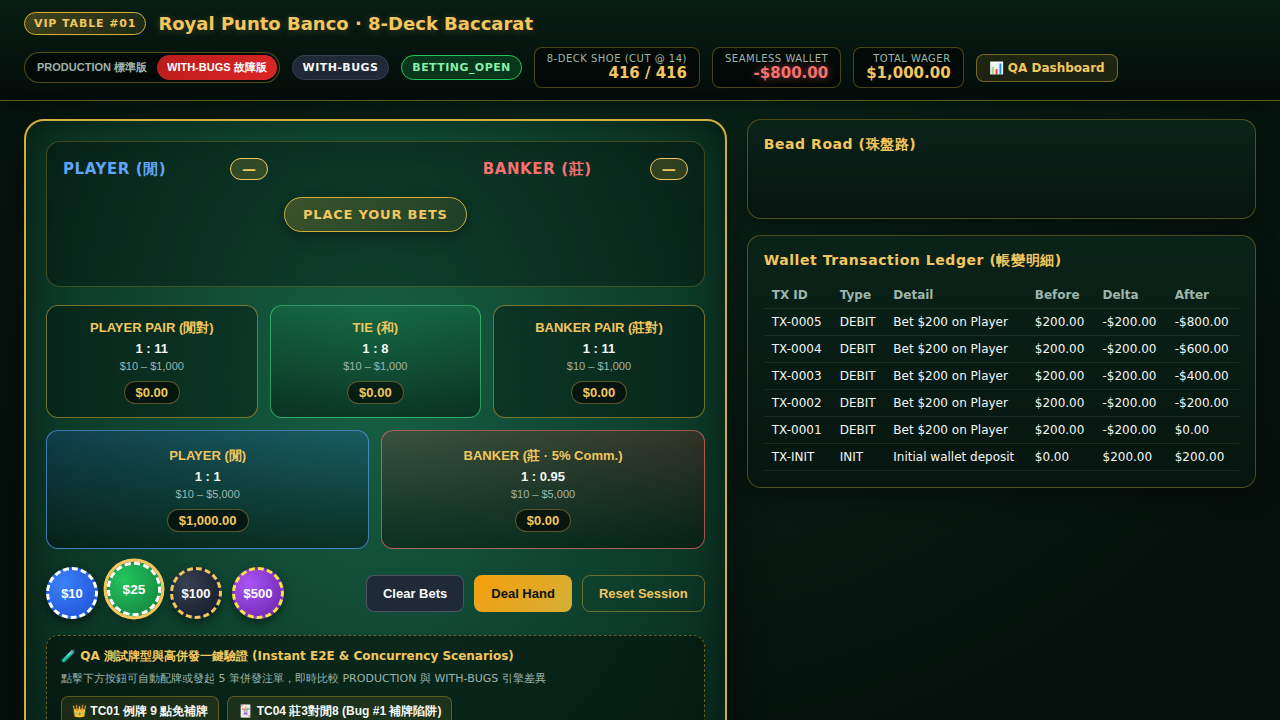 VIP TABLE #01
Royal Punto Banco · 8-Deck Baccarat
PRODUCTION 標準版
WITH-BUGS 故障版
WITH-BUGS
BETTING_OPEN
8-DECK SHOE (CUT @ 14)
416 / 416
SEAMLESS WALLET
-$800.00
TOTAL WAGER
$1,000.00
📊 QA Dashboard
PLAYER (閒)
—
BANKER (莊)
—
PLACE YOUR BETS
PLAYER PAIR (閒對)
1 : 11
$10 – $1,000
$0.00
TIE (和)
1 : 8
$10 – $1,000
$0.00
BANKER PAIR (莊對)
1 : 11
$10 – $1,000
$0.00
PLAYER (閒)
1 : 1
$10 – $5,000
$1,000.00
BANKER (莊 · 5% Comm.)
1 : 0.95
$10 – $5,000
$0.00
$10
$25
$100
$500
Clear Bets
Deal Hand
Reset Session
🧪 QA 測試牌型與高併發一鍵驗證 (Instant E2E & Concurrency Scenarios)
點擊下方按鈕可自動配牌或發起 5 筆併發注單，即時比較 PRODUCTION 與 WITH-BUGS 引擎差異
👑 TC01 例牌 9 點免補牌
🃏 TC04 莊3對閒8 (Bug #1 補牌陷阱)
Bead Road (珠盤路)
Wallet Transaction Ledger (帳變明細)
TX ID Type Detail Before Delta After
TX-0005 DEBIT Bet $200 on Player $200.00 -$200.00 -$800.00
TX-0004 DEBIT Bet $200 on Player $200.00 -$200.00 -$600.00
TX-0003 DEBIT Bet $200 on Player $200.00 -$200.00 -$400.00
TX-0002 DEBIT Bet $200 on Player $200.00 -$200.00 -$200.00
TX-0001 DEBIT Bet $200 on Player $200.00 -$200.00 $0.00
TX-INIT INIT Initial wallet deposit $0.00 $200.00 $200.00